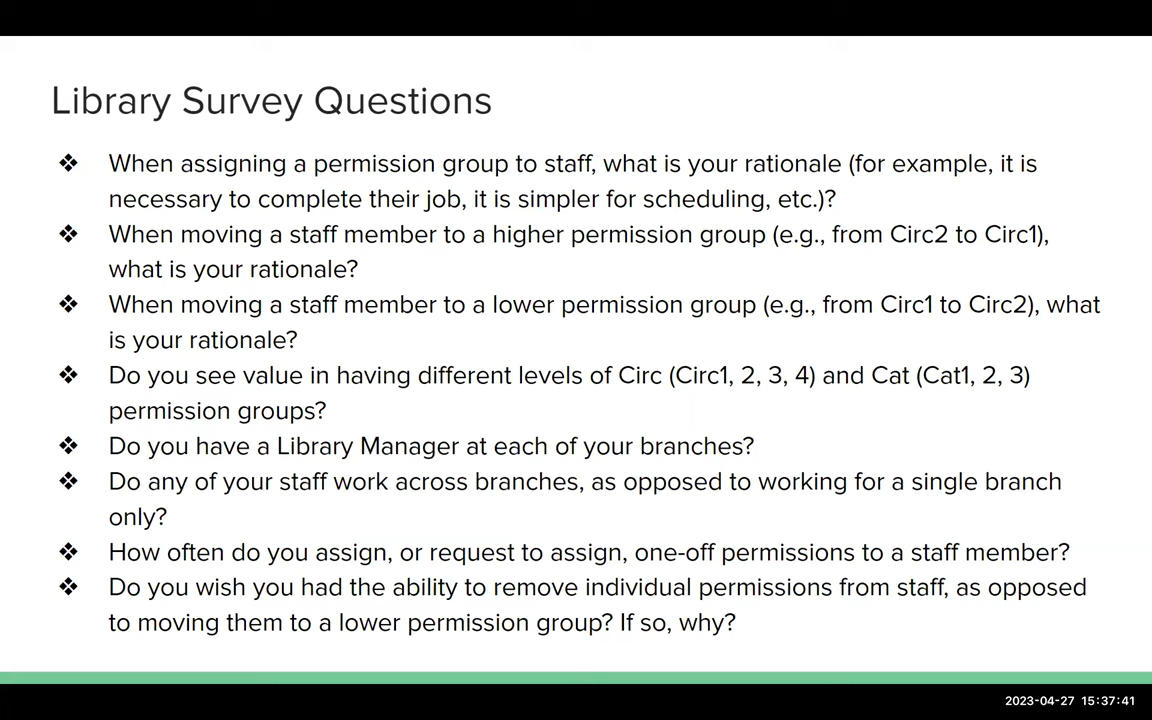 Library Survey Questions
❖ When assigning a permission group to staff, what is your rationale (for example, it is
necessary to complete their job, it is simpler for scheduling, etc.)?
❖ When moving a staff member to a higher permission group (e.g., from Circ2 to Circ1),
what is your rationale?
❖ When moving a staff member to a lower permission group (e.g., from Circ1 to Circ2), what
is your rationale?
❖ Do you see value in having different levels of Circ (Circ1, 2, 3, 4) and Cat (Cat1, 2, 3)
permission groups?
❖ Do you have a Library Manager at each of your branches?
❖ Do any of your staff work across branches, as opposed to working for a single branch
only?
❖ How often do you assign, or request to assign, one-off permissions to a staff member?
❖ Do you wish you had the ability to remove individual permissions from staff, as opposed
to moving them to a lower permission group? If so, why?
2023-04-27 15:37:41